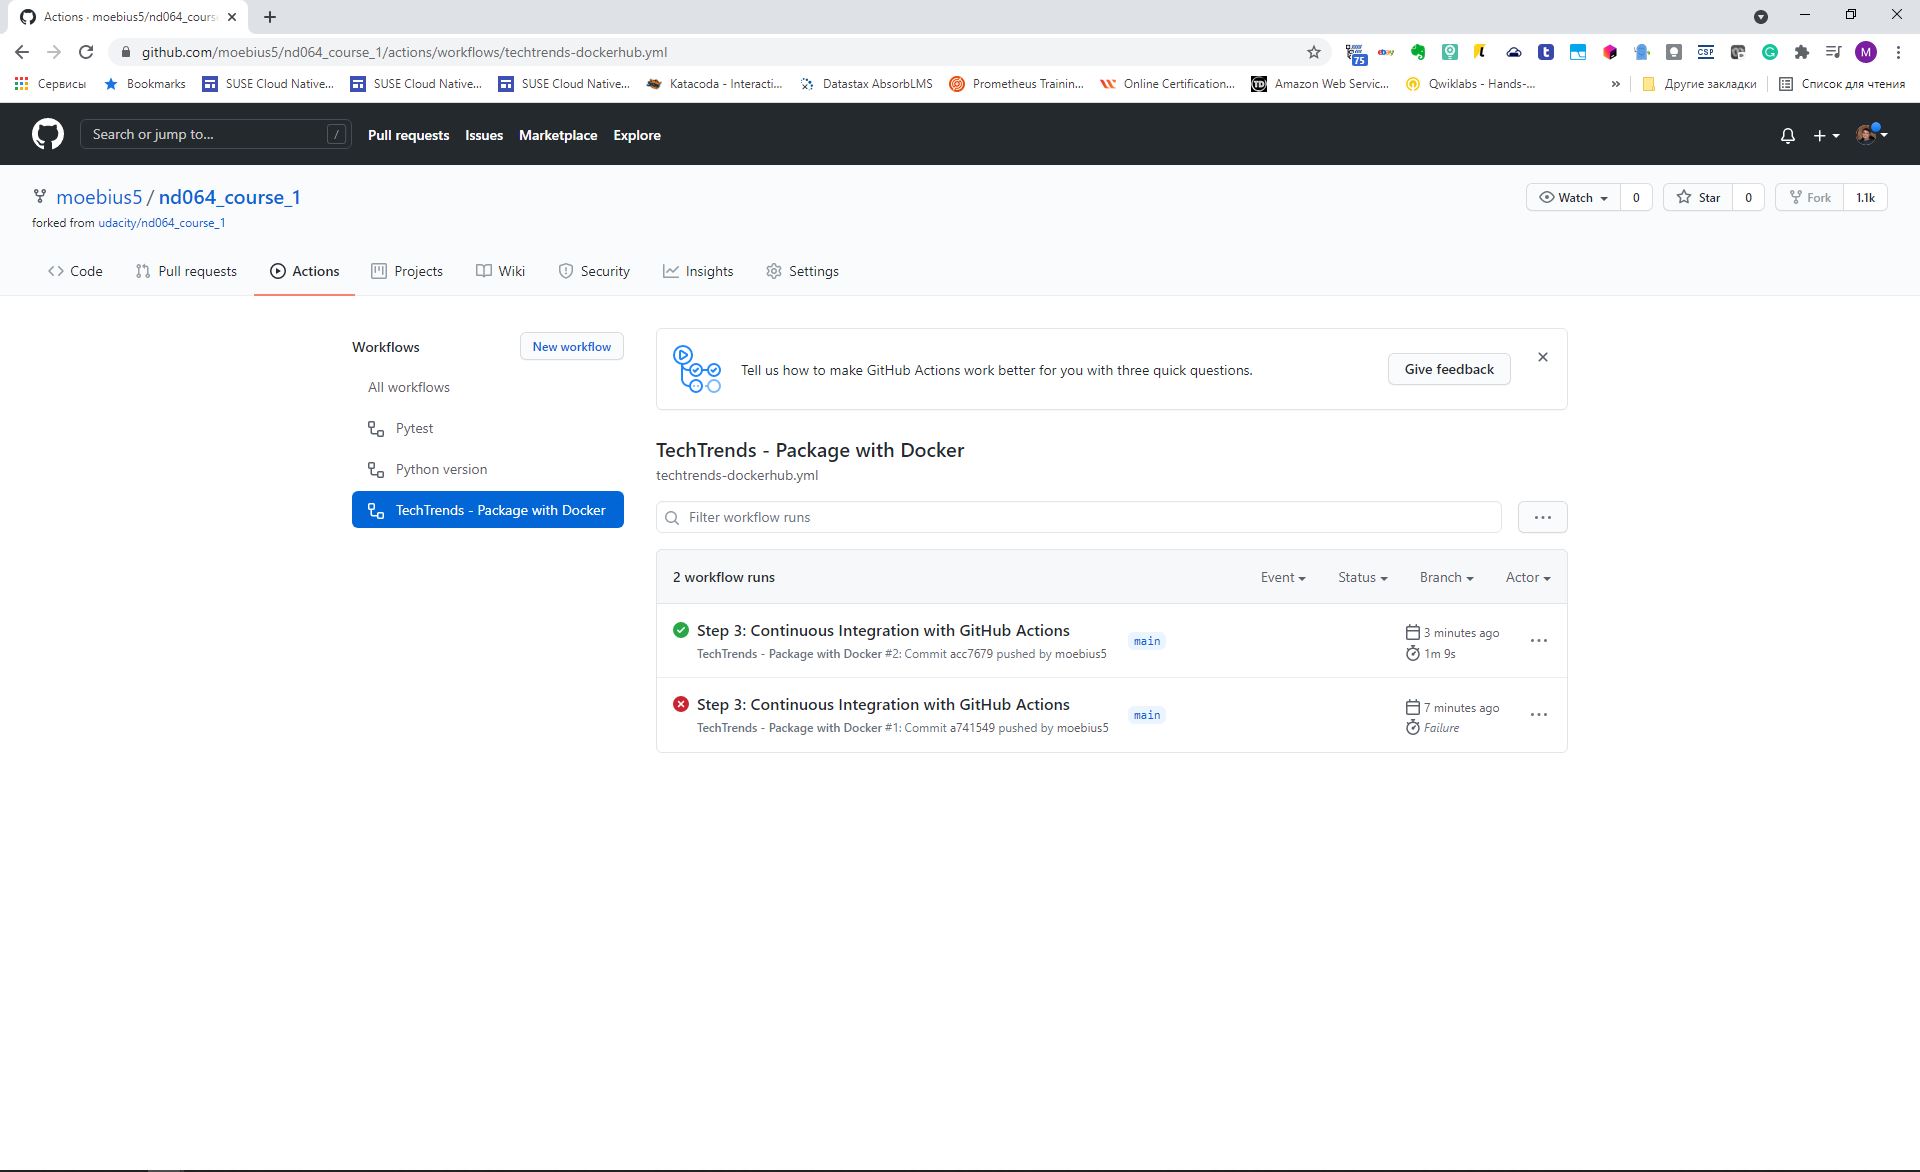 Actions · moebius5/nd064_cours
github.com/moebius5/nd064_course_1/actions/workflows/techtrends-dockerhub.yml
75
ebay
CSP
M
Сервисы
Bookmarks
SUSE Cloud Native...
SUSE Cloud Native...
SUSE Cloud Native...
Katacoda - Interacti...
Datastax AbsorbLMS
Prometheus Trainin...
Online Certification...
Amazon Web Servic...
Qwiklabs - Hands-...
»
Другие закладки
Список для чтения
Search or jump to...
/
Pull requests
Issues
Marketplace
Explore
moebius5 / nd064_course_1
Watch 0
Star 0
Fork 1.1k
forked from udacity/nd064_course_1
Code
Pull requests
Actions
Projects
Wiki
Security
Insights
Settings
Workflows
New workflow
All workflows
Pytest
Python version
TechTrends - Package with Docker
Tell us how to make GitHub Actions work better for you with three quick questions.
Give feedback
TechTrends - Package with Docker
techtrends-dockerhub.yml
Filter workflow runs
2 workflow runs
Event
Status
Branch
Actor
Step 3: Continuous Integration with GitHub Actions
TechTrends - Package with Docker #2: Commit acc7679 pushed by moebius5
main
3 minutes ago
1m 9s
Step 3: Continuous Integration with GitHub Actions
TechTrends - Package with Docker #1: Commit a741549 pushed by moebius5
main
7 minutes ago
Failure